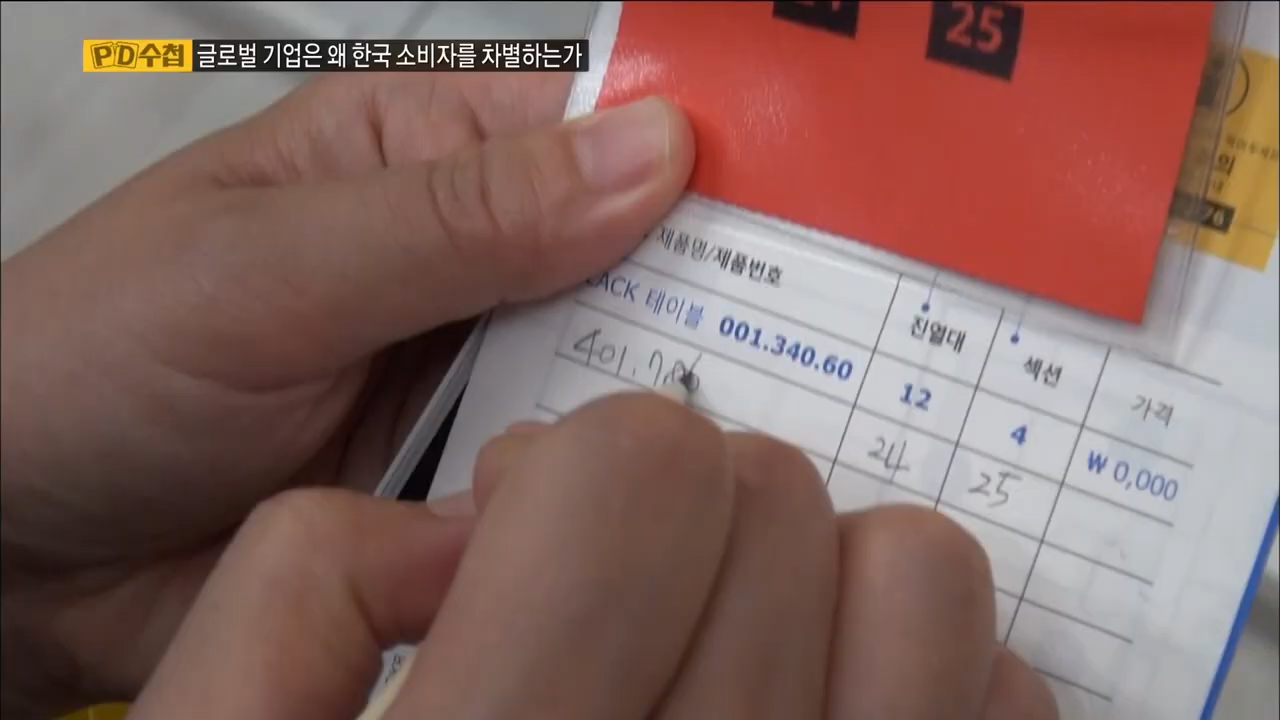 PD수첩 글로벌 기업은 왜 한국 소비자를 차별하는가
25
제품명/제품번호 진열대 섹션 가격
LACK 테이블 001.340.60 12 4 ₩ 0,000
401. 24 25